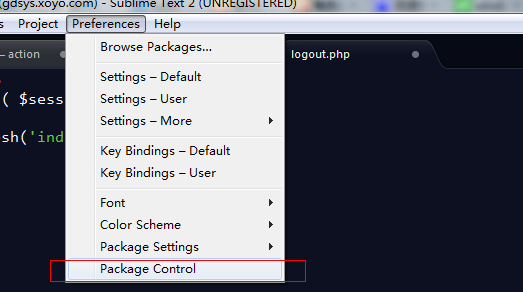 (gdsys.xoyo.com) - Sublime Text 2 (UNREGISTERED)
s Project Preferences Help
– action logout.php
( $sess
sh('ind
Browse Packages...
Settings – Default
Settings – User
Settings – More
Key Bindings – Default
Key Bindings – User
Font
Color Scheme
Package Settings
Package Control